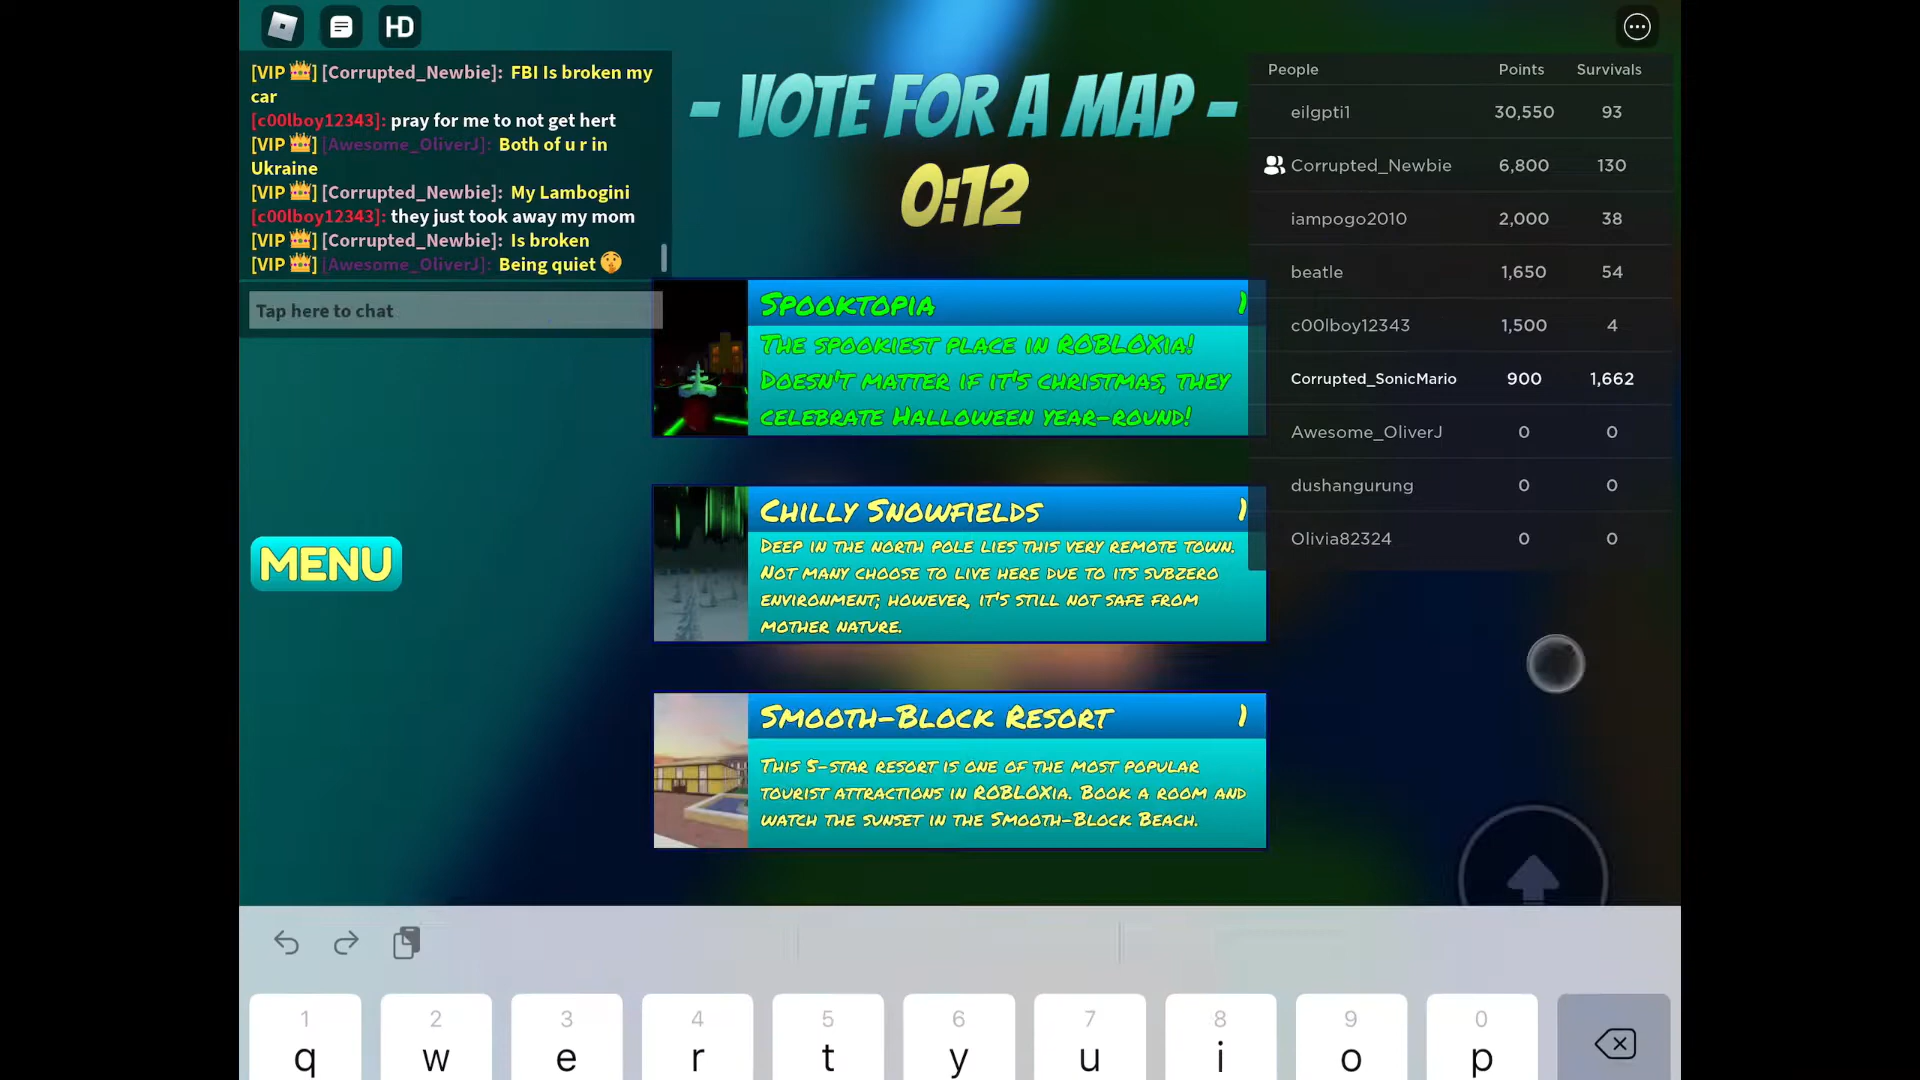 HD
[VIP 👑] [Corrupted_Newbie]: FBI Is broken my
car
[c00lboy12343]: pray for me to not get hert
[VIP 👑] [Awesome_OliverJ]: Both of u r in
Ukraine
[VIP 👑] [Corrupted_Newbie]: My Lambogini
[c00lboy12343]: they just took away my mom
[VIP 👑] [Corrupted_Newbie]: Is broken
[VIP 👑] [Awesome_OliverJ]: Being quiet 🤫
Tap here to chat
MENU
- VOTE FOR A MAP -
0:12
SPOOKTOPIA 1
THE SPOOKIEST PLACE IN ROBLOXIA!
DOESN'T MATTER IF IT'S CHRISTMAS, THEY
CELEBRATE HALLOWEEN YEAR-ROUND!
CHILLY SNOWFIELDS 1
DEEP IN THE NORTH POLE LIES THIS VERY REMOTE TOWN.
NOT MANY CHOOSE TO LIVE HERE DUE TO ITS SUBZERO
ENVIRONMENT; HOWEVER, IT'S STILL NOT SAFE FROM
MOTHER NATURE.
SMOOTH-BLOCK RESORT 1
THIS 5-STAR RESORT IS ONE OF THE MOST POPULAR
TOURIST ATTRACTIONS IN ROBLOXIA. BOOK A ROOM AND
WATCH THE SUNSET IN THE SMOOTH-BLOCK BEACH.
People Points Survivals
eilgpti1 30,550 93
Corrupted_Newbie 6,800 130
iampogo2010 2,000 38
beatle 1,650 54
c00lboy12343 1,500 4
Corrupted_SonicMario 900 1,662
Awesome_OliverJ 0 0
dushangurung 0 0
Olivia82324 0 0
1 2 3 4 5 6 7 8 9 0
q w e r t y u i o p